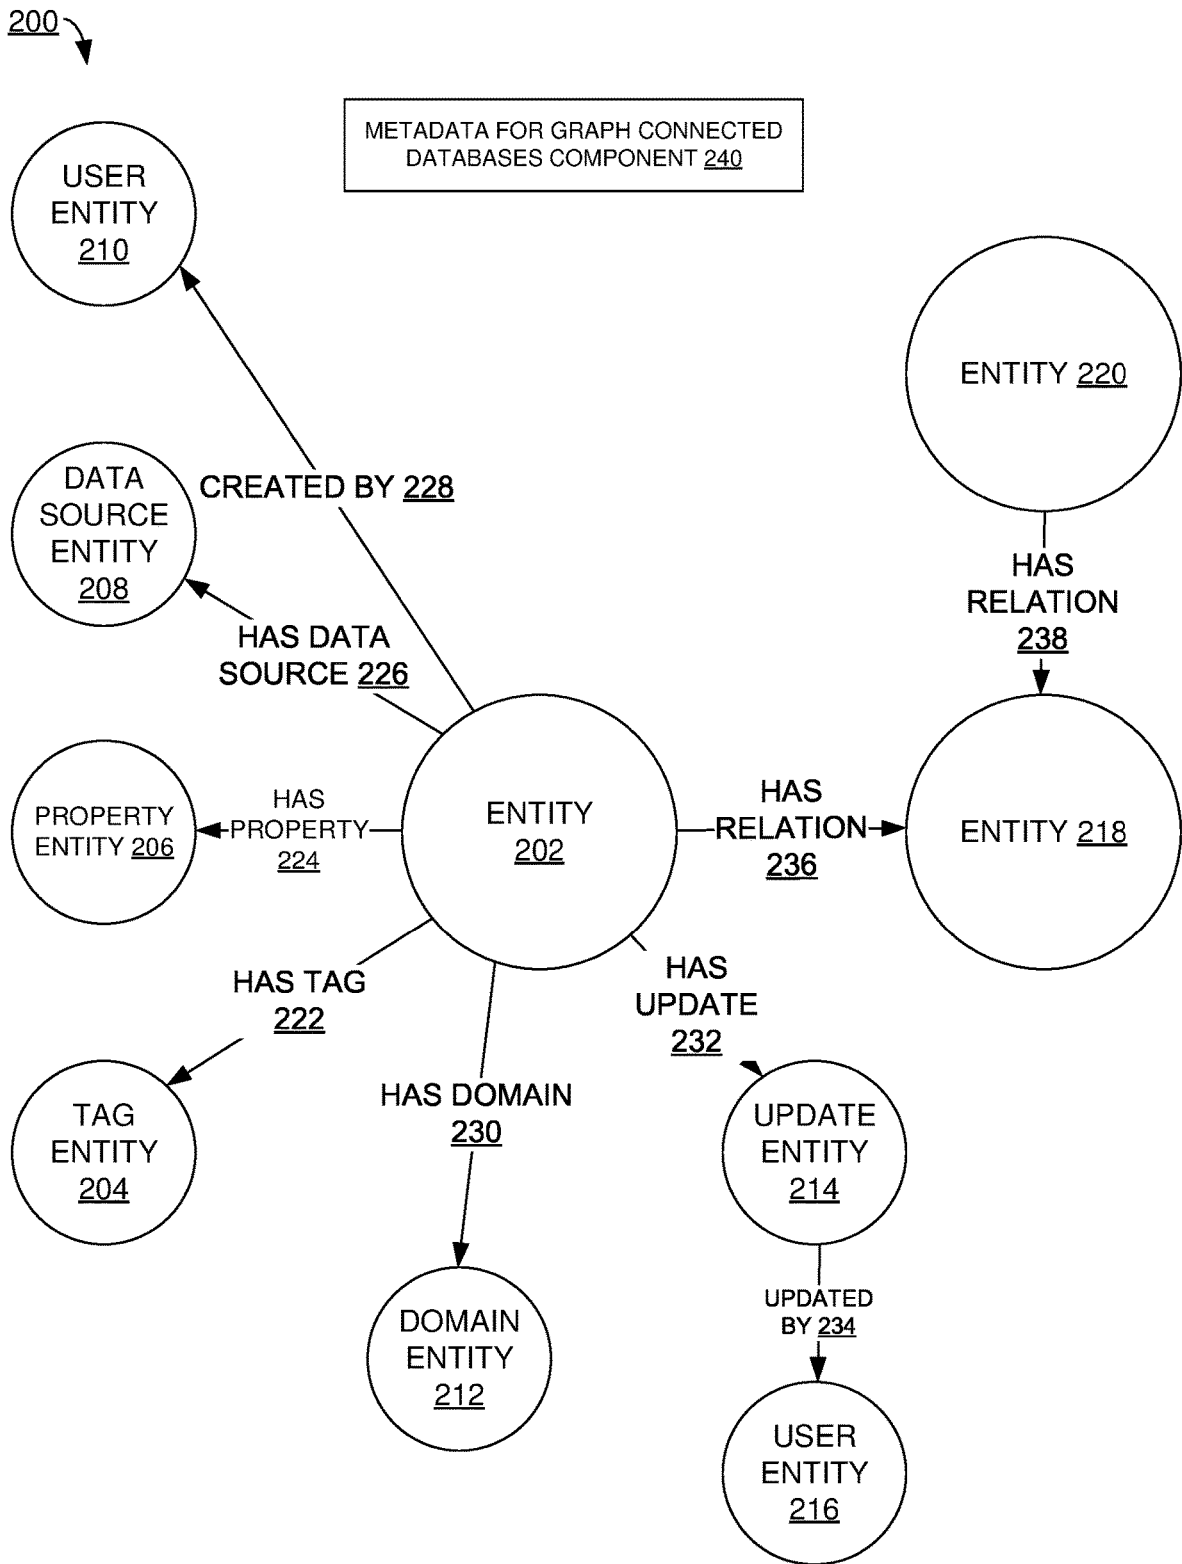 200
METADATA FOR GRAPH CONNECTED
DATABASES COMPONENT 240
USER
ENTITY
210
ENTITY 220
DATA
SOURCE
ENTITY
208
CREATED BY 228
HAS
RELATION
238
HAS DATA
SOURCE 226
PROPERTY
ENTITY 206
HAS
PROPERTY
224
ENTITY
202
HAS
RELATION
236
ENTITY 218
HAS TAG
222
HAS
UPDATE
232
TAG
ENTITY
204
HAS DOMAIN
230
UPDATE
ENTITY
214
DOMAIN
ENTITY
212
UPDATED
BY 234
USER
ENTITY
216